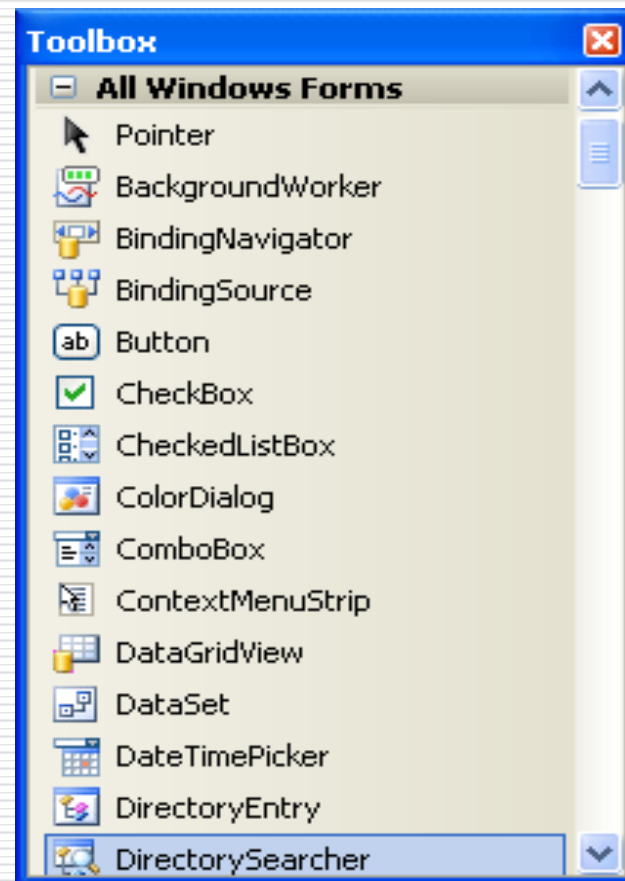 Toolbox
All Windows Forms
Pointer
BackgroundWorker
BindingNavigator
BindingSource
ab Button
CheckBox
CheckedListBox
ColorDialog
ComboBox
ContextMenuStrip
DataGridView
DataSet
DateTimePicker
DirectoryEntry
DirectorySearcher